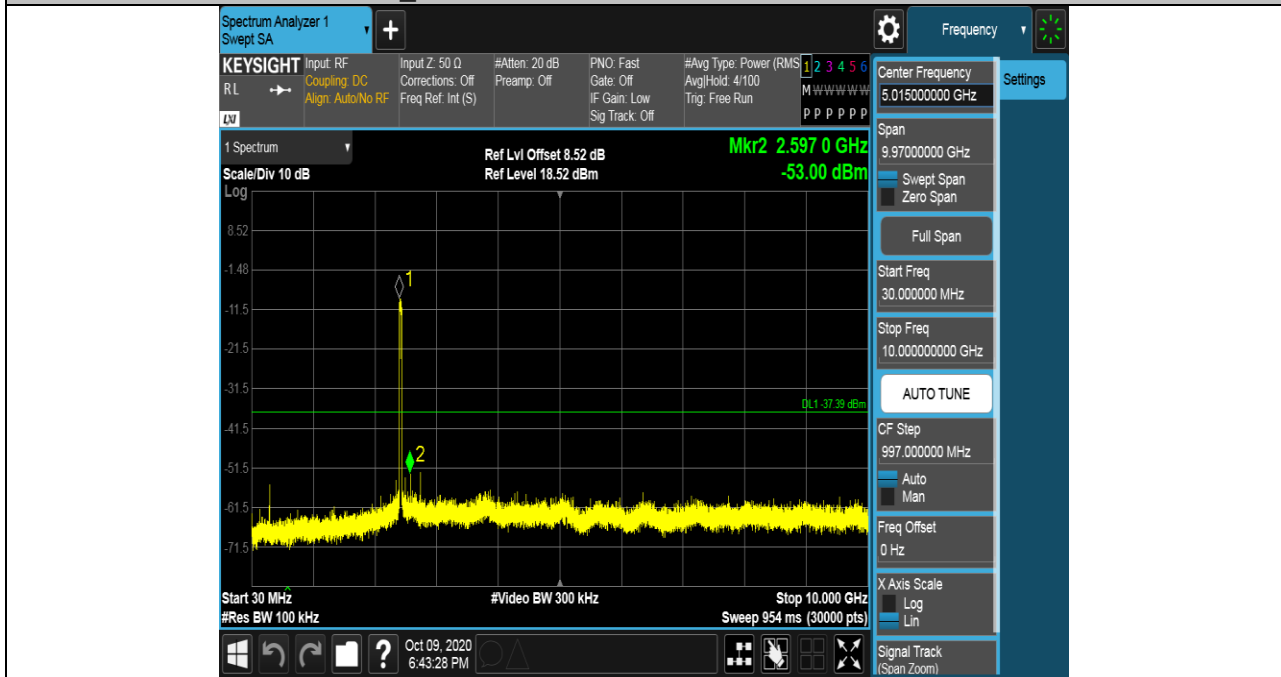 Spectrum Analyzer 1
Swept SA
+
Frequency
KEYSIGHT
RL
LXI
Input: RF
Coupling: DC
Align: Auto/No RF
Input Z: 50 Ω
Corrections: Off
Freq Ref: Int (S)
#Atten: 20 dB
Preamp: Off
PNO: Fast
Gate: Off
IF Gain: Low
Sig Track: Off
#Avg Type: Power (RMS
Avg|Hold: 4/100
Trig: Free Run
1 2 3 4 5 6
M W W W W W
P P P P P P
1 Spectrum
Scale/Div 10 dB
Ref Lvl Offset 8.52 dB
Ref Level 18.52 dBm
Mkr2 2.597 0 GHz
-53.00 dBm
Log
8.52
-1.48
-11.5
-21.5
-31.5
-41.5
-51.5
-61.5
-71.5
1
2
DL1 -37.39 dBm
Start 30 MHz
#Res BW 100 kHz
#Video BW 300 kHz
Stop 10.000 GHz
Sweep 954 ms (30000 pts)
?
Oct 09, 2020
6:43:28 PM
Center Frequency
5.015000000 GHz
Settings
Span
9.97000000 GHz
Swept Span
Zero Span
Full Span
Start Freq
30.000000 MHz
Stop Freq
10.000000000 GHz
AUTO TUNE
CF Step
997.000000 MHz
Auto
Man
Freq Offset
0 Hz
X Axis Scale
Log
Lin
Signal Track
(Span Zoom)